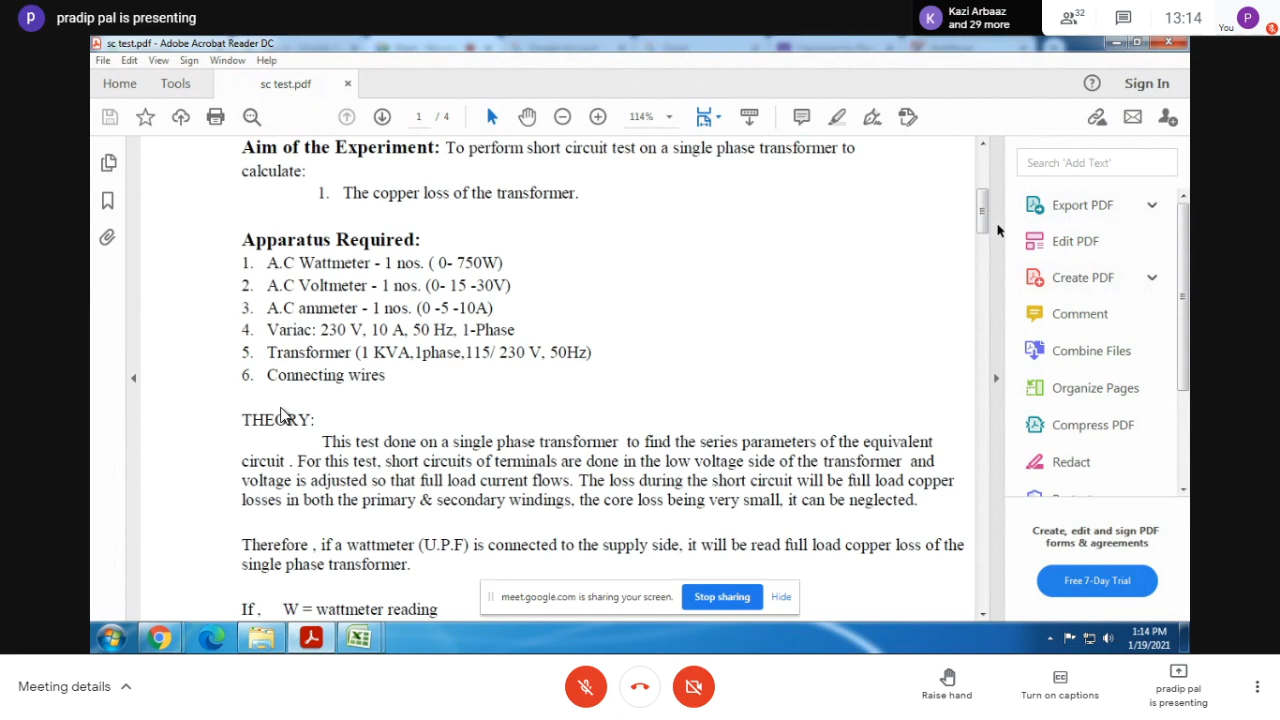 p
pradip pal is presenting
K
Kazi Arbaaz
and 29 more
32
13:14
You
P
sc test.pdf - Adobe Acrobat Reader DC
File Edit View Sign Window Help
Home Tools sc test.pdf × ? Sign In
1 / 4 114%
Aim of the Experiment: To perform short circuit test on a single phase transformer to
calculate:
1. The copper loss of the transformer.
Apparatus Required:
1. A.C Wattmeter - 1 nos. ( 0- 750W)
2. A.C Voltmeter - 1 nos. (0- 15 -30V)
3. A.C ammeter - 1 nos. (0 -5 -10A)
4. Variac: 230 V, 10 A, 50 Hz, 1-Phase
5. Transformer (1 KVA,1phase,115/ 230 V, 50Hz)
6. Connecting wires
THEORY:
This test done on a single phase transformer to find the series parameters of the equivalent
circuit . For this test, short circuits of terminals are done in the low voltage side of the transformer and
voltage is adjusted so that full load current flows. The loss during the short circuit will be full load copper
losses in both the primary & secondary windings, the core loss being very small, it can be neglected.
Therefore , if a wattmeter (U.P.F) is connected to the supply side, it will be read full load copper loss of the
single phase transformer.
If , W = wattmeter reading
Search 'Add Text'
Export PDF
Edit PDF
Create PDF
Comment
Combine Files
Organize Pages
Compress PDF
Redact
Create, edit and sign PDF
forms & agreements
Free 7-Day Trial
meet.google.com is sharing your screen. Stop sharing Hide
1:14 PM
1/19/2021
Meeting details
Raise hand
CC
Turn on captions
pradip pal
is presenting